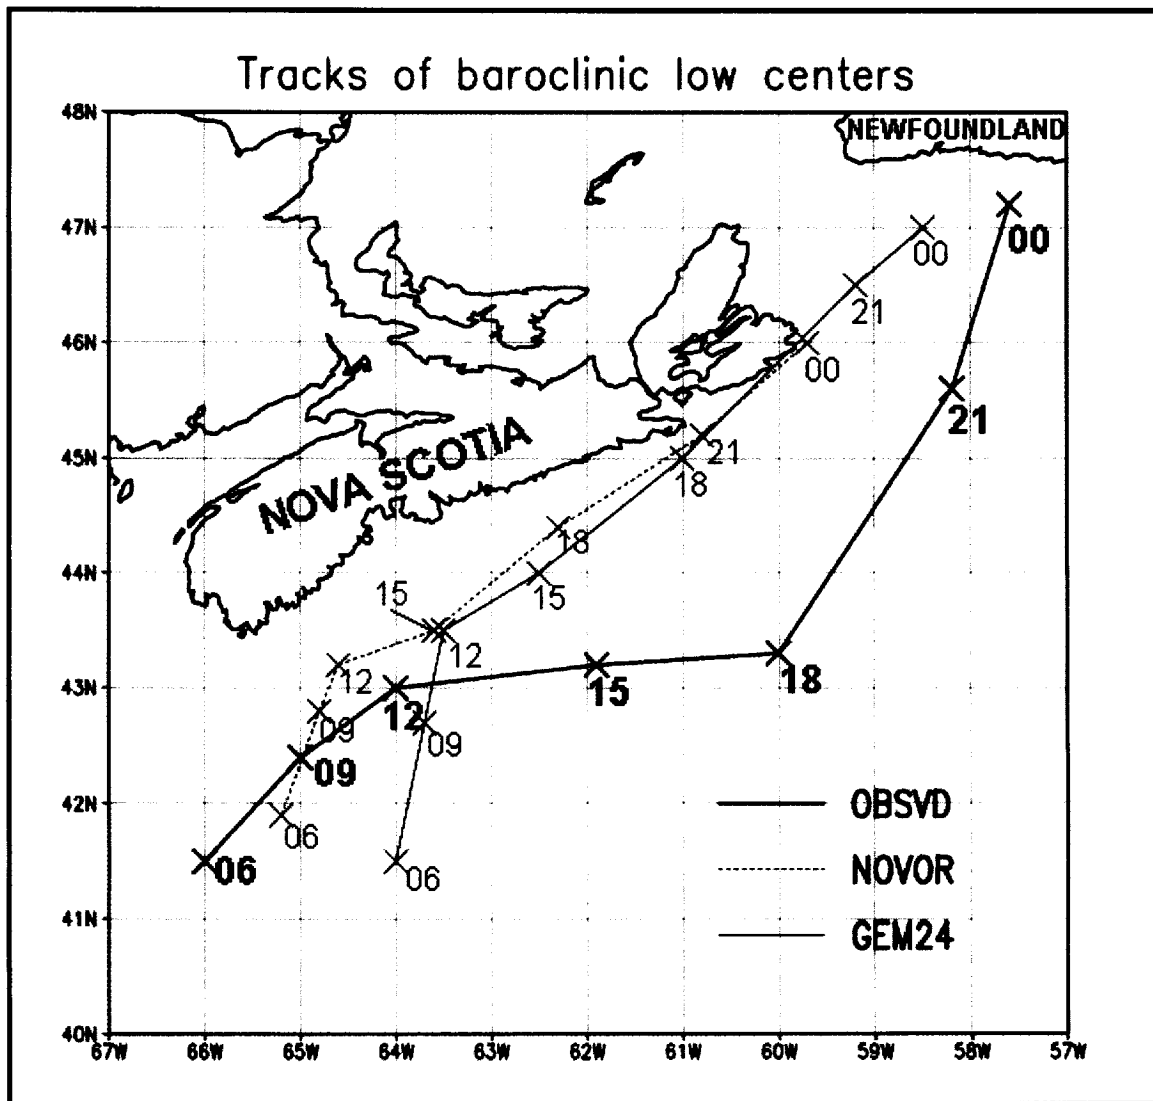 Tracks of baroclinic low centers
48N
NEWFOUNDLAND
47N
00
00
21
46N
00
21
45N
NOVA SCOTIA
21
18
18
44N
15
15
12
12
43N
15
18
12
09
09
09
42N
OBSVD
06
06
06
NOVOR
41N
GEM24
40N
67W 66W 65W 64W 63W 62W 61W 60W 59W 58W 57W